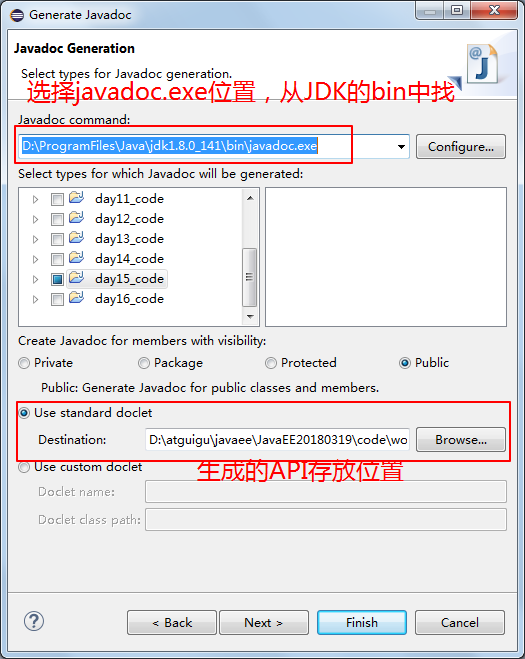 Generate Javadoc
Javadoc Generation
Select types for Javadoc generation.
选择javadoc.exe位置，从JDK的bin中找
Javadoc command:
D:\ProgramFiles\Java\jdk1.8.0_141\bin\javadoc.exe
Configure...
Select types for which Javadoc will be generated:
day11_code
day12_code
day13_code
day14_code
day15_code
day16_code
Create Javadoc for members with visibility:
Private Package Protected Public
Public: Generate Javadoc for public classes and members.
Use standard doclet
Destination: D:\atguigu\javaee\JavaEE20180319\code\wo Browse...
Use custom doclet
生成的API存放位置
Doclet name:
Doclet class path:
? < Back Next > Finish Cancel